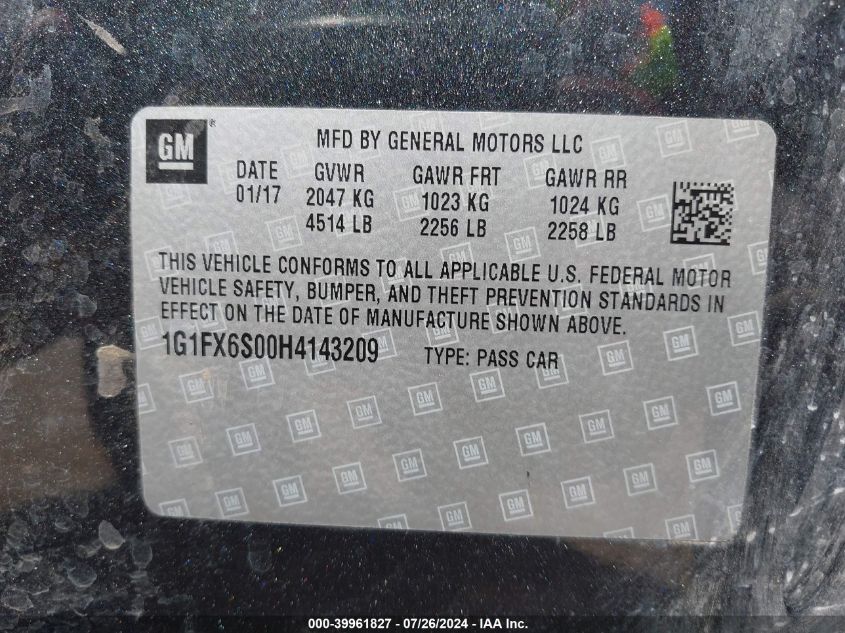 GM®
MFD BY GENERAL MOTORS LLC
DATE GVWR GAWR FRT GAWR RR
01/17 2047 KG 1023 KG 1024 KG
4514 LB 2256 LB 2258 LB
THIS VEHICLE CONFORMS TO ALL APPLICABLE U.S. FEDERAL MOTOR
VEHICLE SAFETY, BUMPER, AND THEFT PREVENTION STANDARDS IN
EFFECT ON THE DATE OF MANUFACTURE SHOWN ABOVE.
1G1FX6S00H4143209 TYPE: PASS CAR
000-39961827 - 07/26/2024 - IAA Inc.